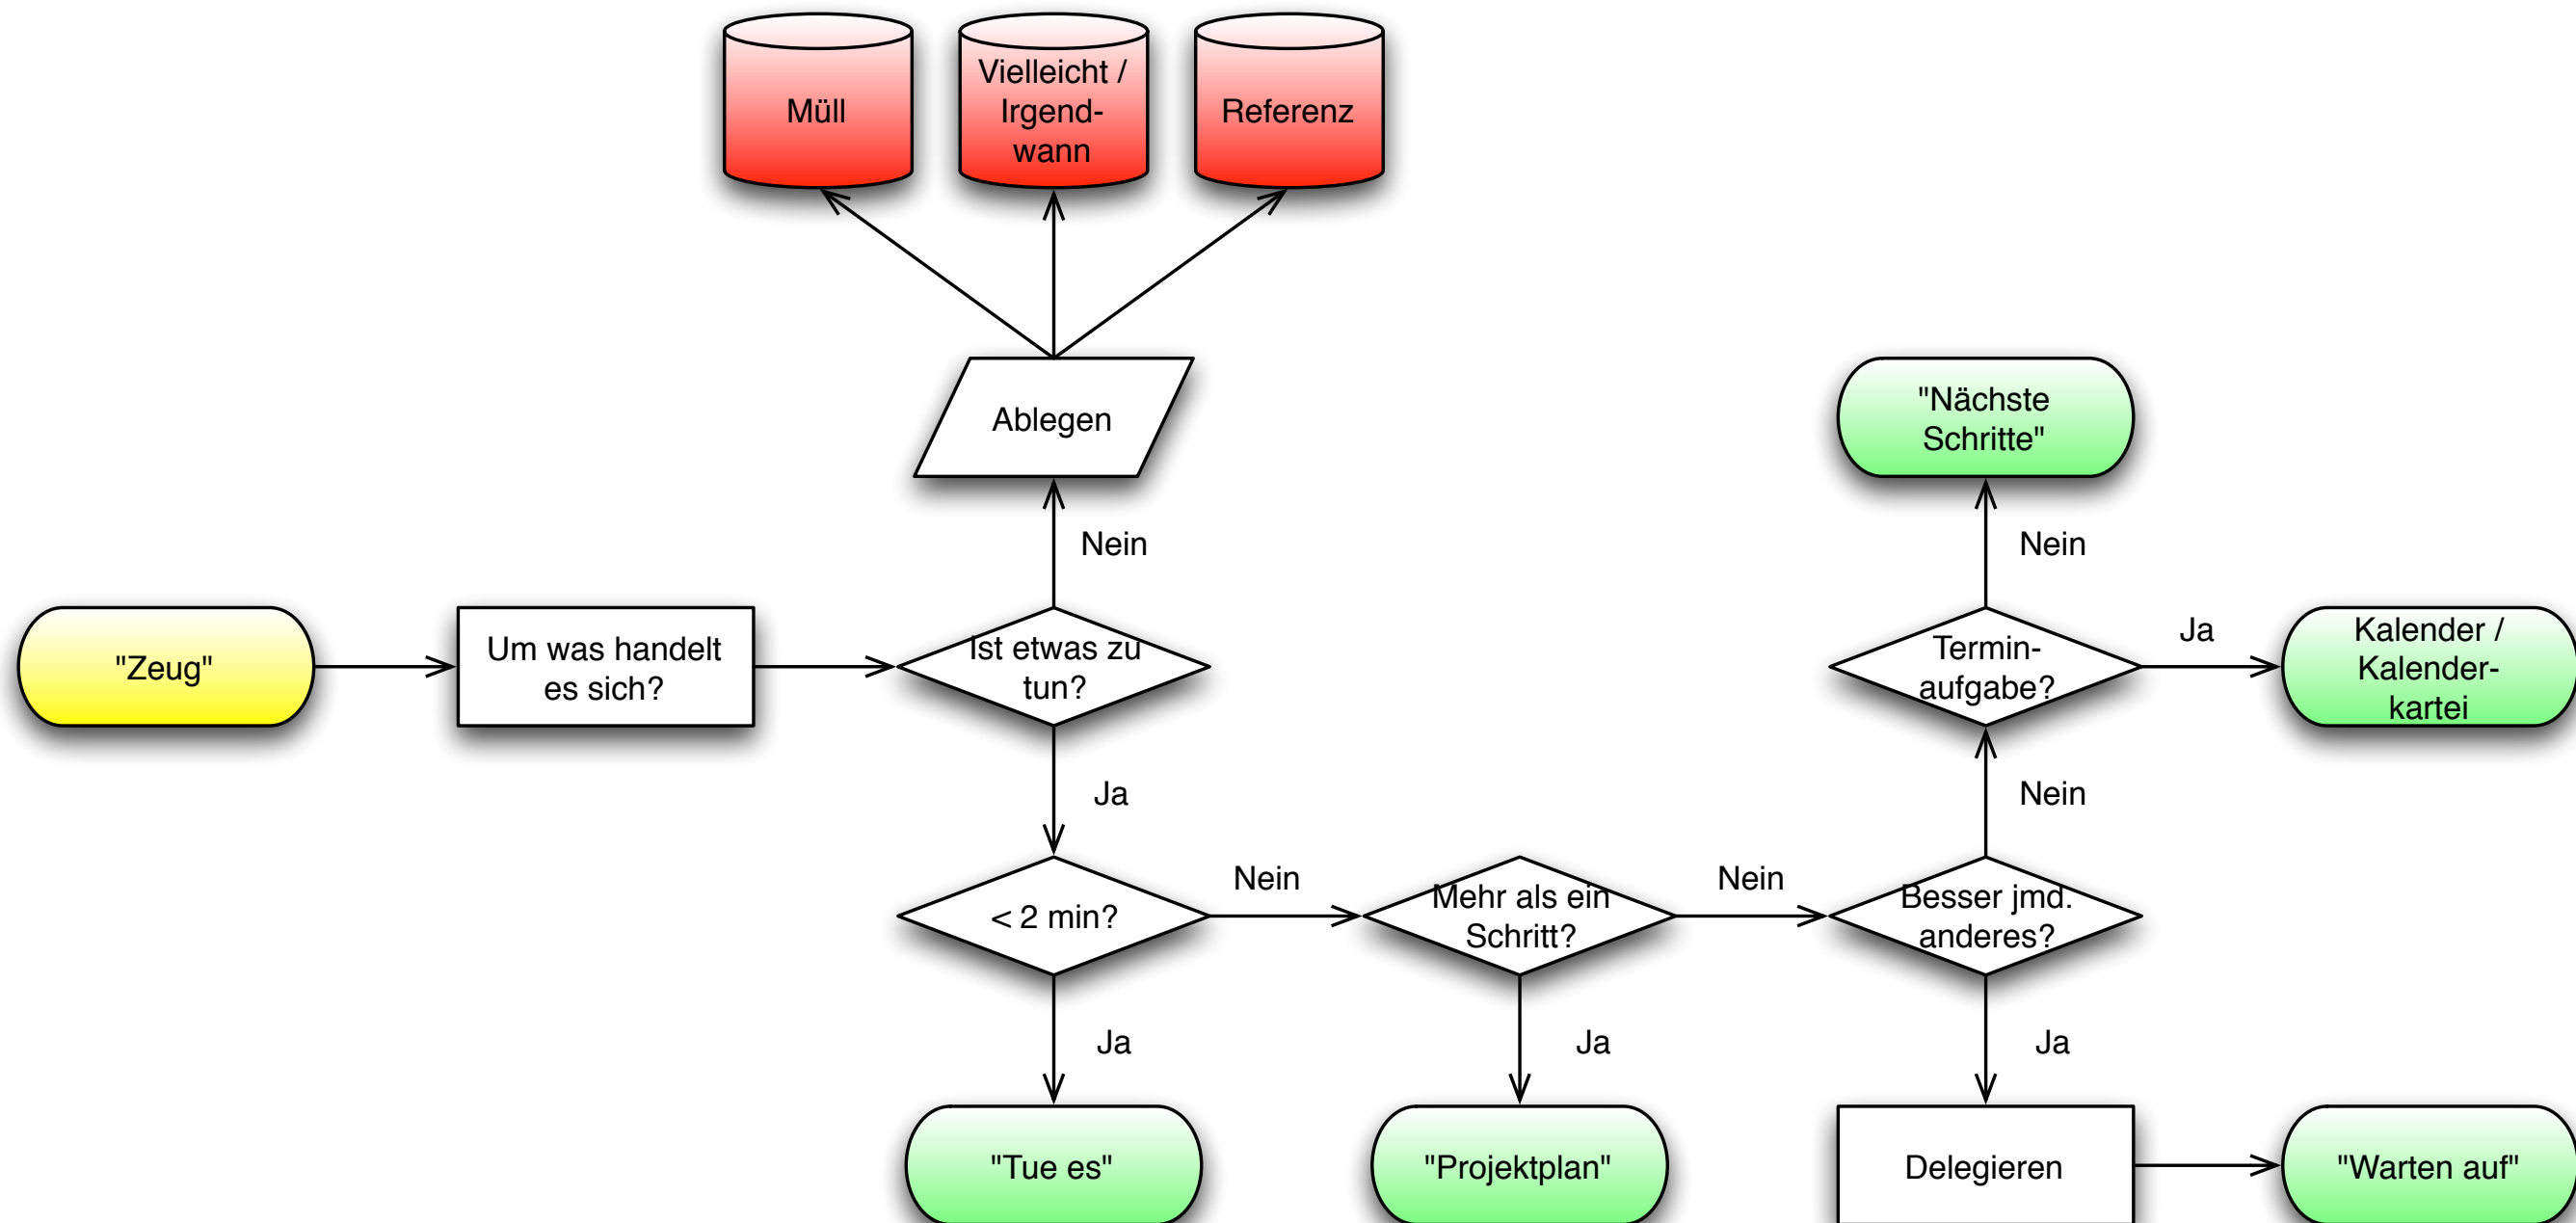 Müll
Vielleicht /
Irgend-
wann
Referenz
Ablegen
"Nächste
Schritte"
Nein
Nein
"Zeug"
Um was handelt
es sich?
Ist etwas zu
tun?
Termin-
aufgabe?
Ja
Kalender /
Kalender-
kartei
Ja
Nein
< 2 min?
Nein
Mehr als ein
Schritt?
Nein
Besser jmd.
anderes?
Ja
Ja
Ja
"Tue es"
"Projektplan"
Delegieren
"Warten auf"